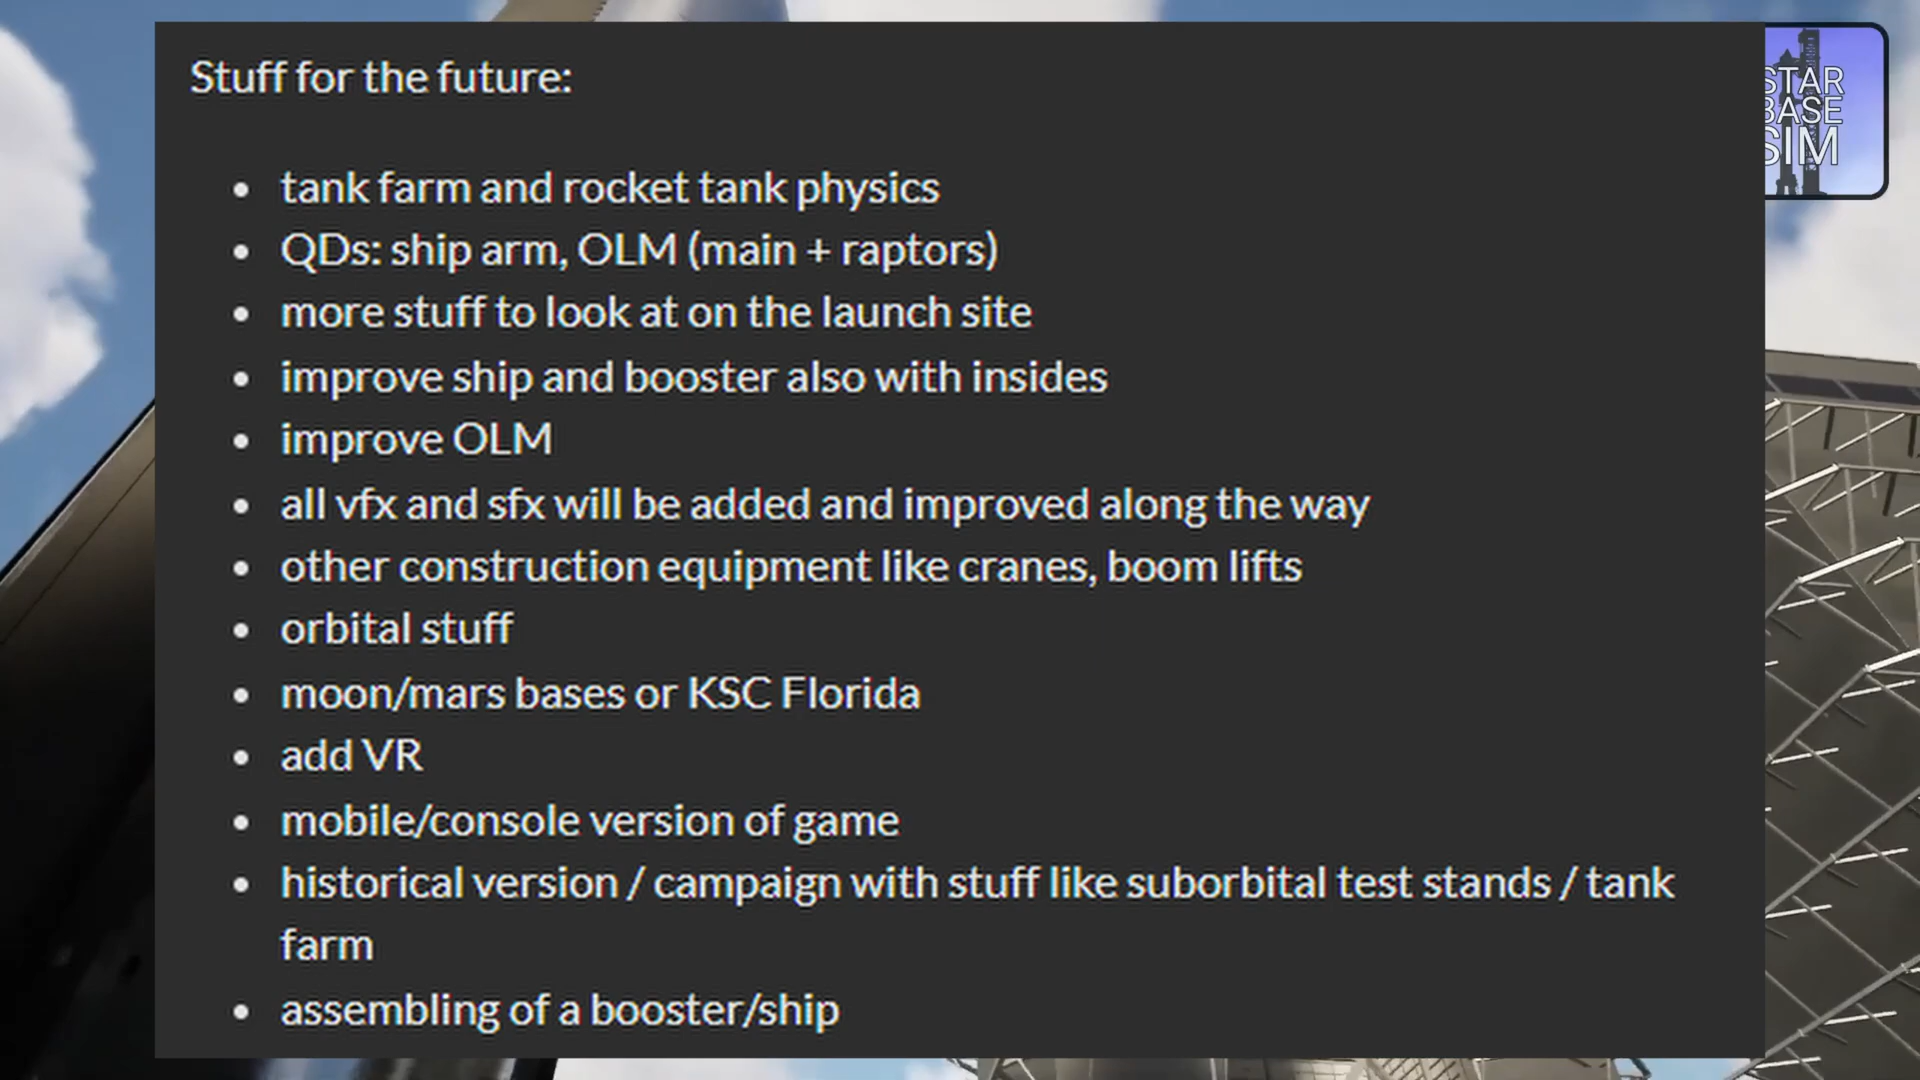 Stuff for the future:
tank farm and rocket tank physics
QDs: ship arm, OLM (main + raptors)
more stuff to look at on the launch site
improve ship and booster also with insides
improve OLM
all vfx and sfx will be added and improved along the way
other construction equipment like cranes, boom lifts
orbital stuff
moon/mars bases or KSC Florida
add VR
mobile/console version of game
historical version / campaign with stuff like suborbital test stands / tank
farm
assembling of a booster/ship
STAR
BASE
SIM